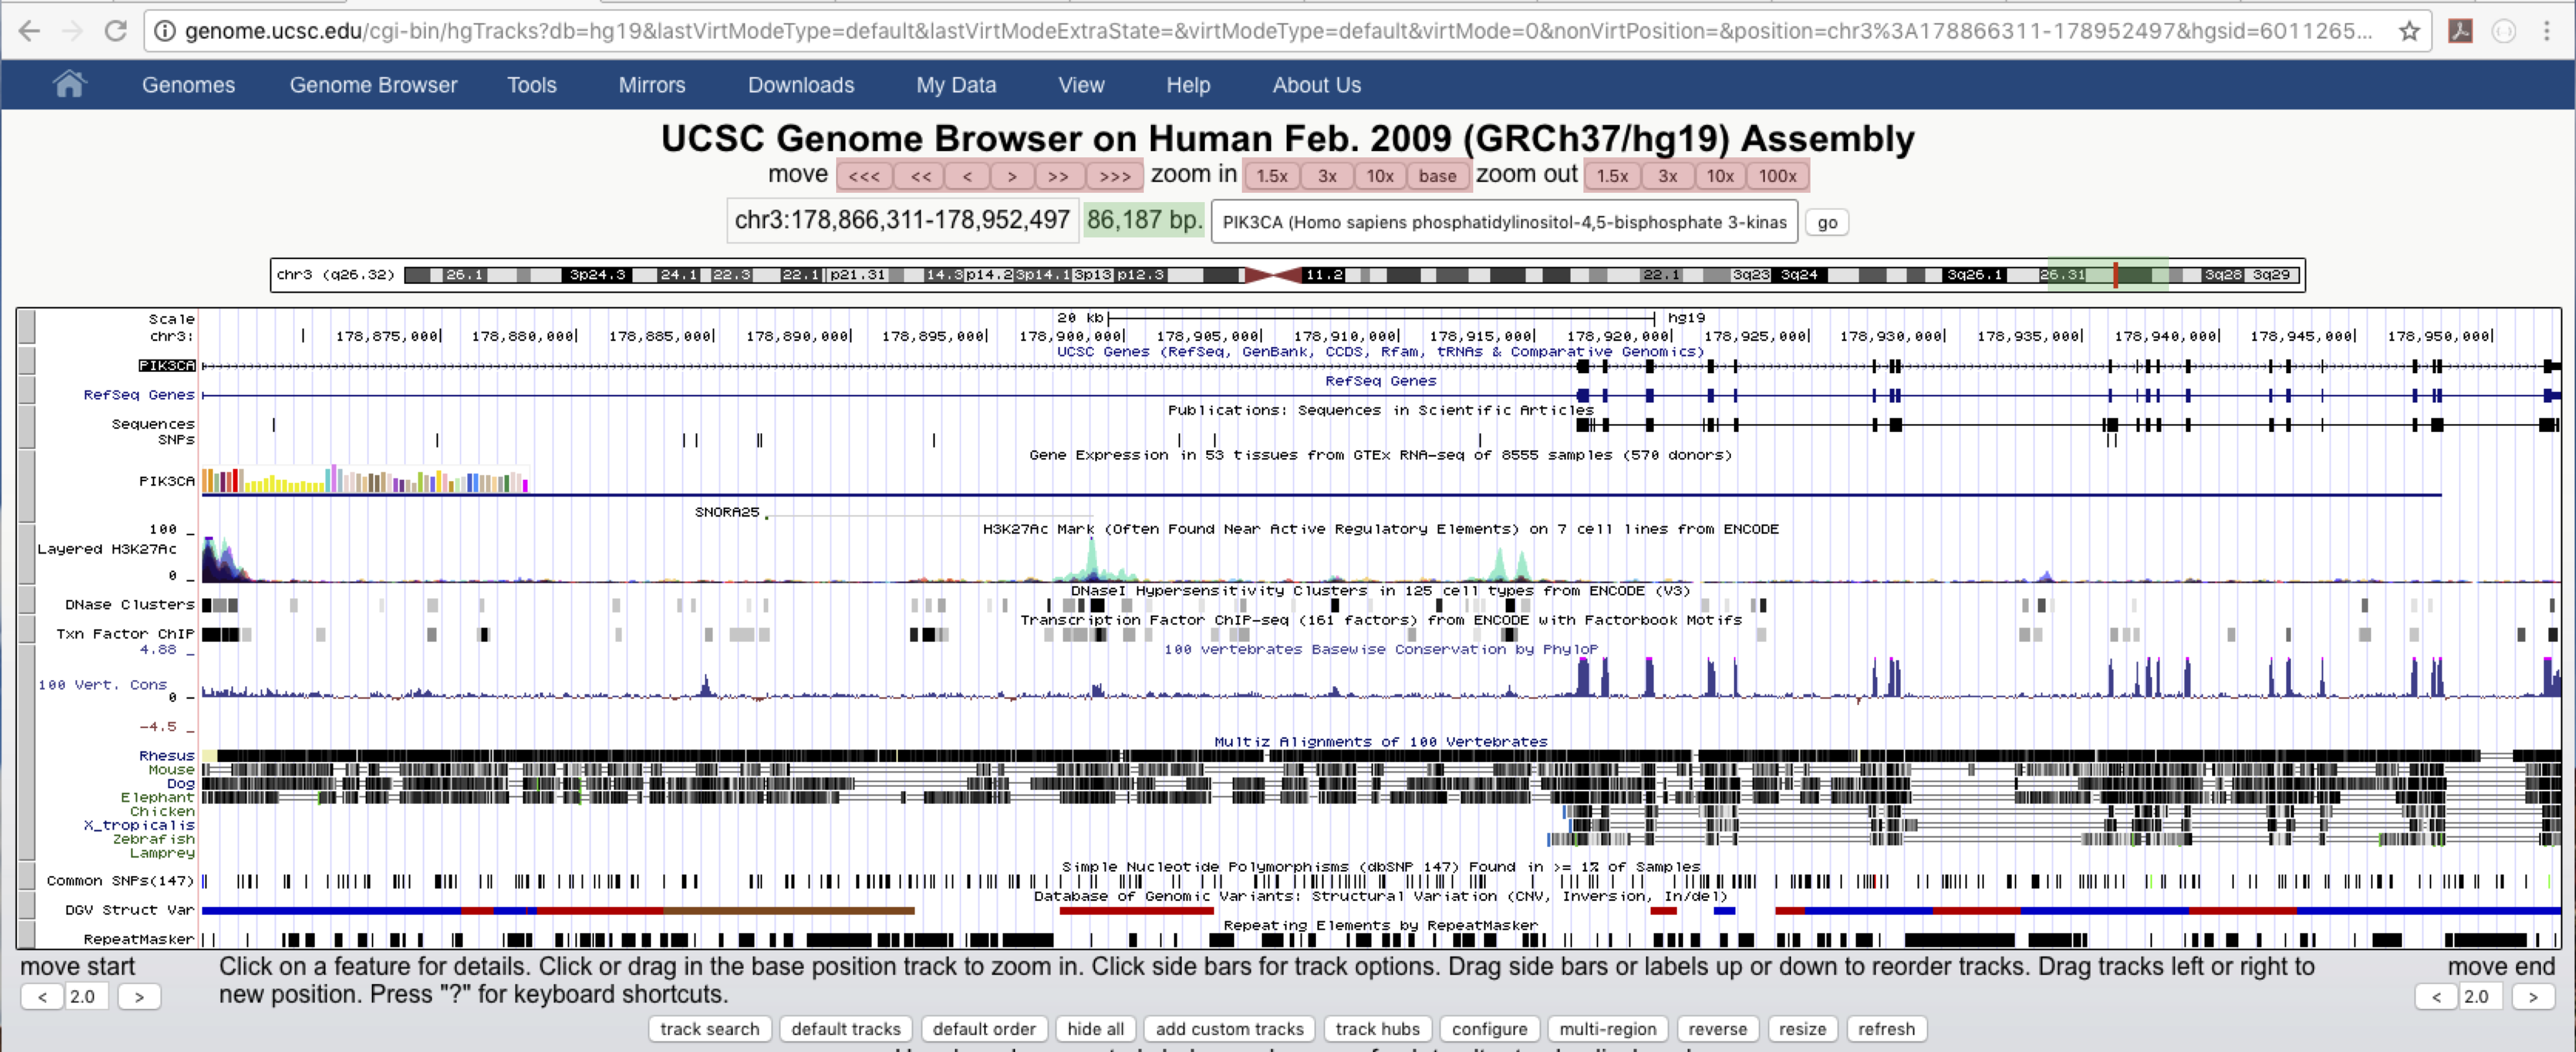 genome.ucsc.edu/cgi-bin/hgTracks?db=hg19&lastVirtModeType=default&lastVirtModeExtraState=&virtModeType=default&virtMode=0&nonVirtPosition=&position=chr3%3A178866311-178952497&hgsid=6011265...
Genomes Genome Browser Tools Mirrors Downloads My Data View Help About Us
UCSC Genome Browser on Human Feb. 2009 (GRCh37/hg19) Assembly
move <<< << < > >> >>> zoom in 1.5x 3x 10x base zoom out 1.5x 3x 10x 100x
chr3:178,866,311-178,952,497 86,187 bp. PIK3CA (Homo sapiens phosphatidylinositol-4,5-bisphosphate 3-kinas go
chr3 (q26.32) 26.1 3p24.3 24.1 22.3 22.1 p21.31 14.3 p14.2 3p14.1 3p13 p12.3 11.2 22.1 3q23 3q24 3q26.1 26.31 3q28 3q29
Scale 20 kb hg19
chr3: 178,875,000 178,880,000 178,885,000 178,890,000 178,895,000 178,900,000 178,905,000 178,910,000 178,915,000 178,920,000 178,925,000 178,930,000 178,935,000 178,940,000 178,945,000 178,950,000
UCSC Genes (RefSeq, GenBank, CCDS, Rfam, tRNAs & Comparative Genomics)
PIK3CA
RefSeq Genes
RefSeq Genes
Publications: Sequences in Scientific Articles
Sequences
SNPs
Gene Expression in 53 tissues from GTEx RNA-seq of 8555 samples (570 donors)
PIK3CA
SNORA25
H3K27Ac Mark (Often Found Near Active Regulatory Elements) on 7 cell lines from ENCODE
100 _
Layered H3K27Ac
0 _
DNaseI Hypersensitivity Clusters in 125 cell types from ENCODE (V3)
DNase Clusters
Transcription Factor ChIP-seq (161 factors) from ENCODE with Factorbook Motifs
Txn Factor ChIP
100 vertebrates Basewise Conservation by PhyloP
4.88 _
100 Vert. Cons
0 _
-4.5 _
Multiz Alignments of 100 Vertebrates
Rhesus
Mouse
Dog
Elephant
Chicken
X_tropicalis
Zebrafish
Lamprey
Simple Nucleotide Polymorphisms (dbSNP 147) Found in >= 1% of Samples
Common SNPs(147)
Database of Genomic Variants: Structural Variation (CNV, Inversion, In/del)
DGV Struct Var
Repeating Elements by RepeatMasker
RepeatMasker
move start Click on a feature for details. Click or drag in the base position track to zoom in. Click side bars for track options. Drag side bars or labels up or down to reorder tracks. Drag tracks left or right to move end
< 2.0 > new position. Press "?" for keyboard shortcuts. < 2.0 >
track search default tracks default order hide all add custom tracks track hubs configure multi-region reverse resize refresh